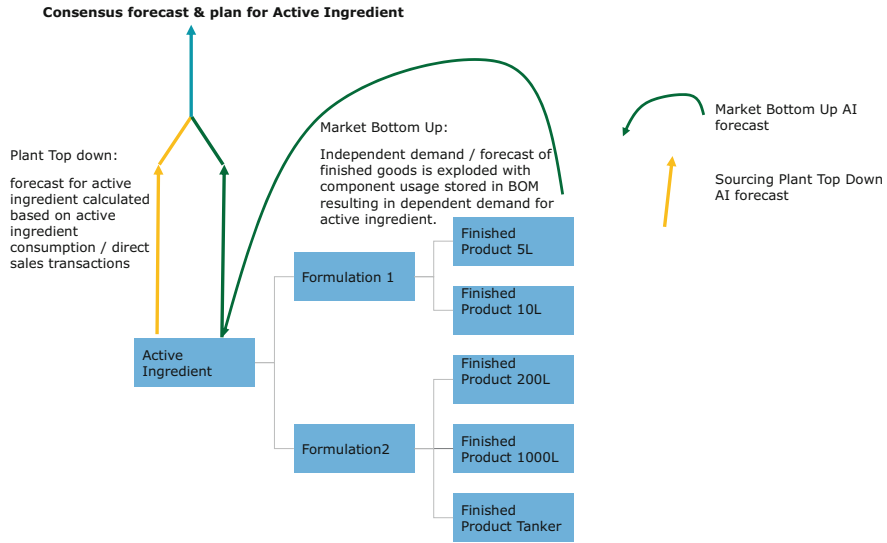 Consensus forecast & plan for Active Ingredient
Plant Top down:
forecast for active
ingredient calculated
based on active
ingredient
consumption / direct
sales transactions
Market Bottom Up:
Independent demand / forecast of
finished goods is exploded with
component usage stored in BOM
resulting in dependent demand for
active ingredient.
Market Bottom Up AI
forecast
Sourcing Plant Top Down
AI forecast
Active
Ingredient
Formulation 1
Formulation2
Finished
Product 5L
Finished
Product 10L
Finished
Product 200L
Finished
Product 1000L
Finished
Product Tanker